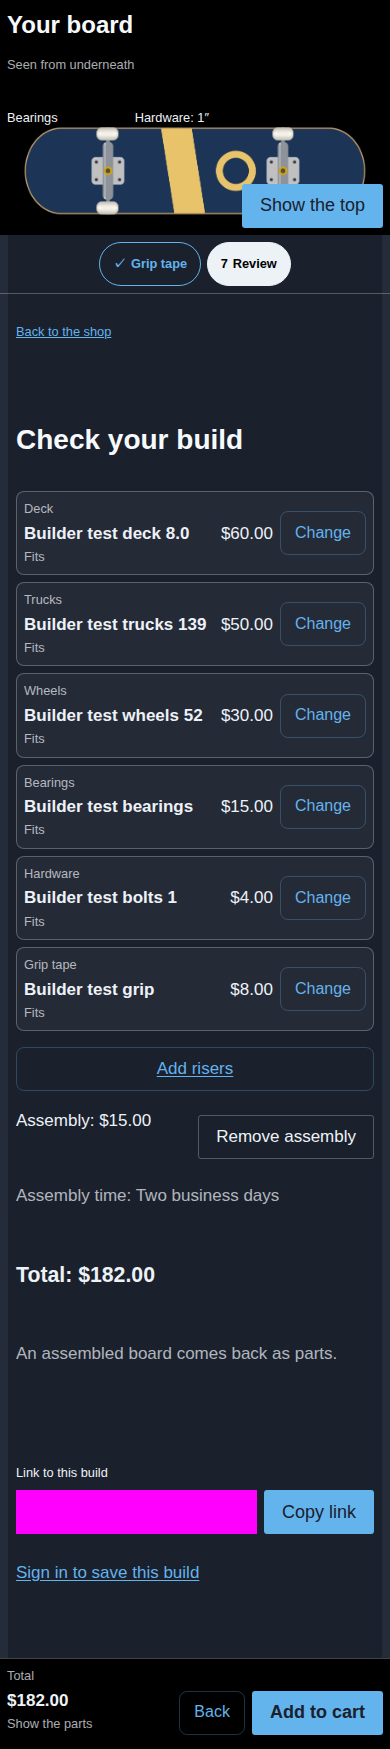 Your board
Seen from underneath
Bearings
Hardware: 1″
Show the top
✓ Grip tape
7 Review
Back to the shop
Check your build
Deck
Builder test deck 8.0
$60.00
Change
Fits
Trucks
Builder test trucks 139
$50.00
Change
Fits
Wheels
Builder test wheels 52
$30.00
Change
Fits
Bearings
Builder test bearings
$15.00
Change
Fits
Hardware
Builder test bolts 1
$4.00
Change
Fits
Grip tape
Builder test grip
$8.00
Change
Fits
Add risers
Assembly: $15.00
Remove assembly
Assembly time: Two business days
Total: $182.00
An assembled board comes back as parts.
Link to this build
Copy link
Sign in to save this build
Total
$182.00
Show the parts
Back
Add to cart